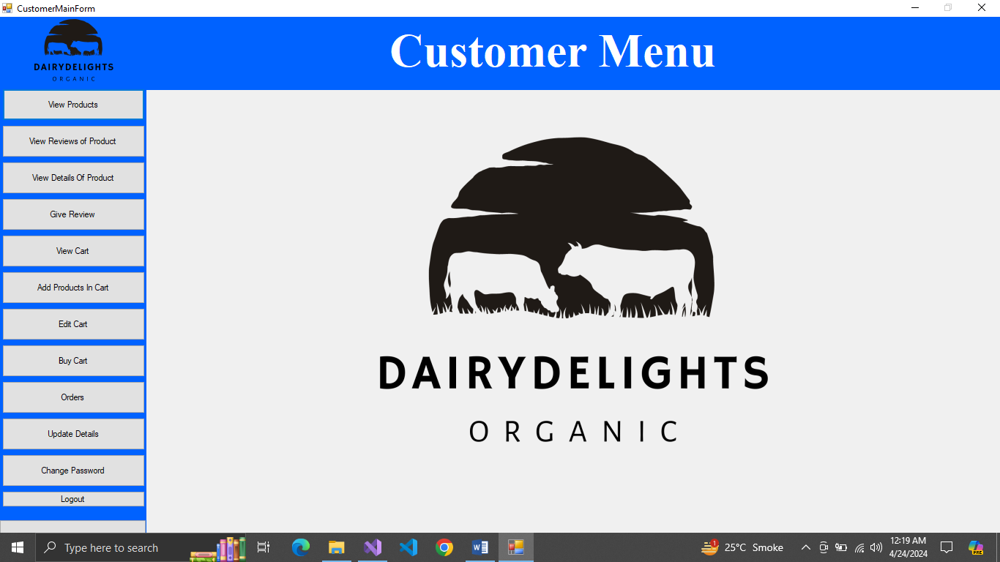 CustomerMainForm
DAIRYDELIGHTS
ORGANIC
Customer Menu
View Products
View Reviews of Product
View Details Of Product
Give Review
View Cart
Add Products In Cart
Edit Cart
Buy Cart
Orders
Update Details
Change Password
Logout
DAIRYDELIGHTS
ORGANIC
Type here to search
1
25°C Smoke
12:19 AM
4/24/2024
PRE